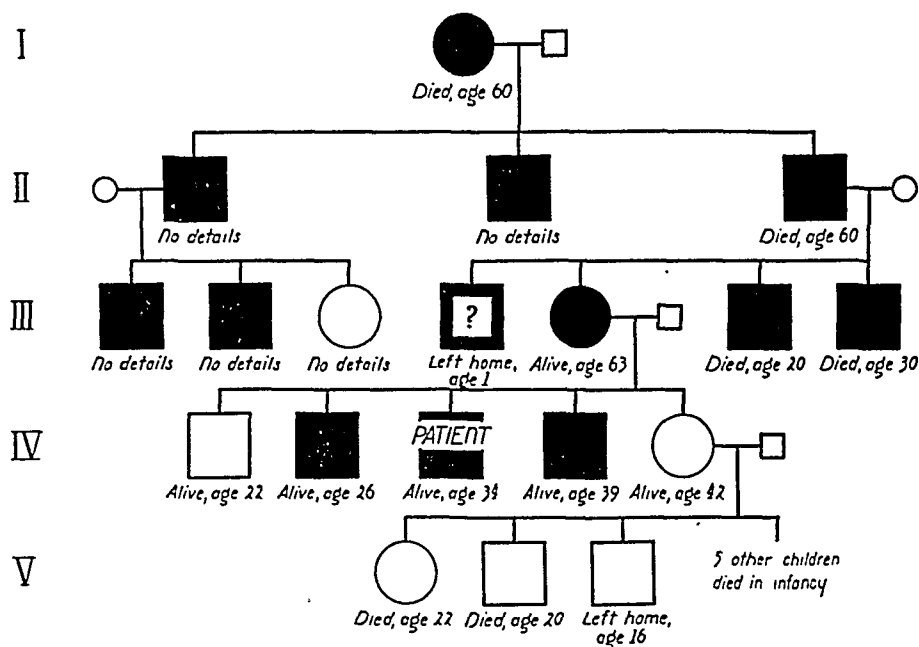 I
Died, age 60
II
No details
No details
Died, age 60
III
?
No details
No details
No details
Left home,
age 1
Alive, age 63
Died, age 20
Died, age 30
IV
PATIENT
Alive, age 22
Alive, age 26
Alive, age 34
Alive, age 39
Alive, age 42
V
5 other children
died in infancy
Died, age 22
Died, age 20
Left home,
age 16